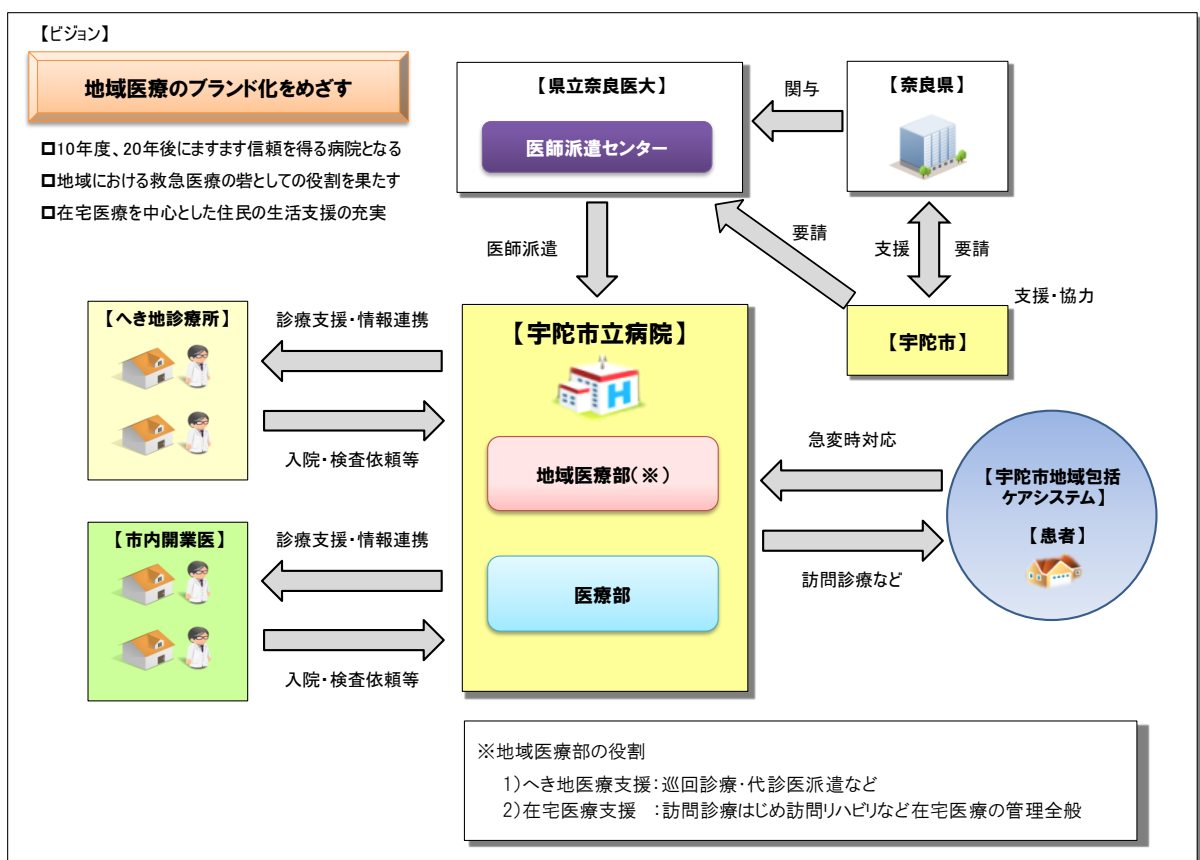 【ビジョン】
地域医療のブランド化をめざす
□10年度、20年後にますます信頼を得る病院となる
□地域における救急医療の砦としての役割を果たす
□在宅医療を中心とした住民の生活支援の充実
【県立奈良医大】
医師派遣センター
関与
【奈良県】
医師派遣
要請
支援
要請
支援・協力
【宇陀市】
【へき地診療所】
診療支援・情報連携
入院・検査依頼等
【市内開業医】
診療支援・情報連携
入院・検査依頼等
【宇陀市立病院】
H
地域医療部(※)
医療部
急変時対応
訪問診療など
【宇陀市地域包括
ケアシステム】
【患者】
※地域医療部の役割
1)へき地医療支援:巡回診療・代診医派遣など
2)在宅医療支援 :訪問診療はじめ訪問リハビリなど在宅医療の管理全般